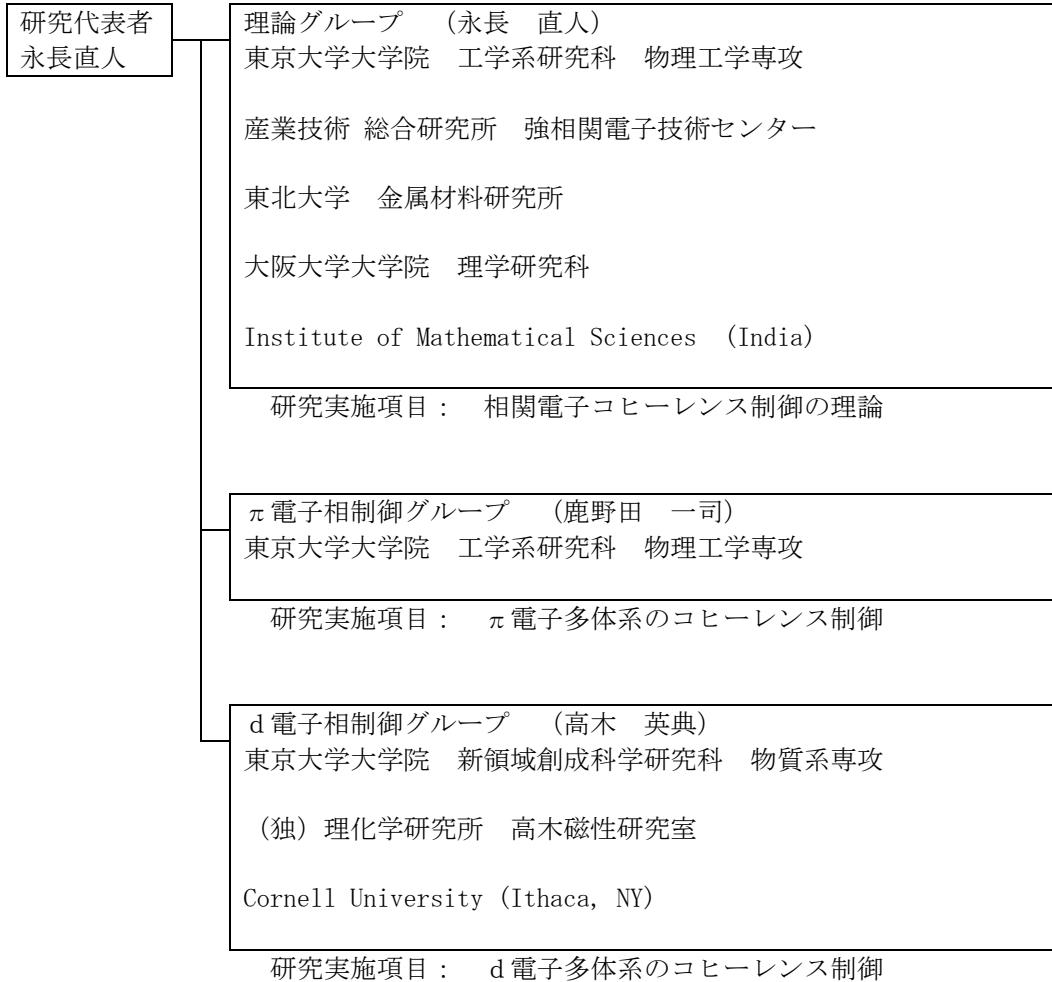 研究代表者
永長直人
理論グループ　（永長　直人）
東京大学大学院　工学系研究科　物理工学専攻
産業技術 総合研究所　強相関電子技術センター
東北大学　金属材料研究所
大阪大学大学院　理学研究科
Institute of Mathematical Sciences　(India)
研究実施項目：　相関電子コヒーレンス制御の理論
π電子相制御グループ　（鹿野田　一司）
東京大学大学院　工学系研究科　物理工学専攻
研究実施項目：　π電子多体系のコヒーレンス制御
ｄ電子相制御グループ　（高木　英典）
東京大学大学院　新領域創成科学研究科　物質系専攻
（独）理化学研究所　高木磁性研究室
Cornell University (Ithaca, NY)
研究実施項目：　ｄ電子多体系のコヒーレンス制御